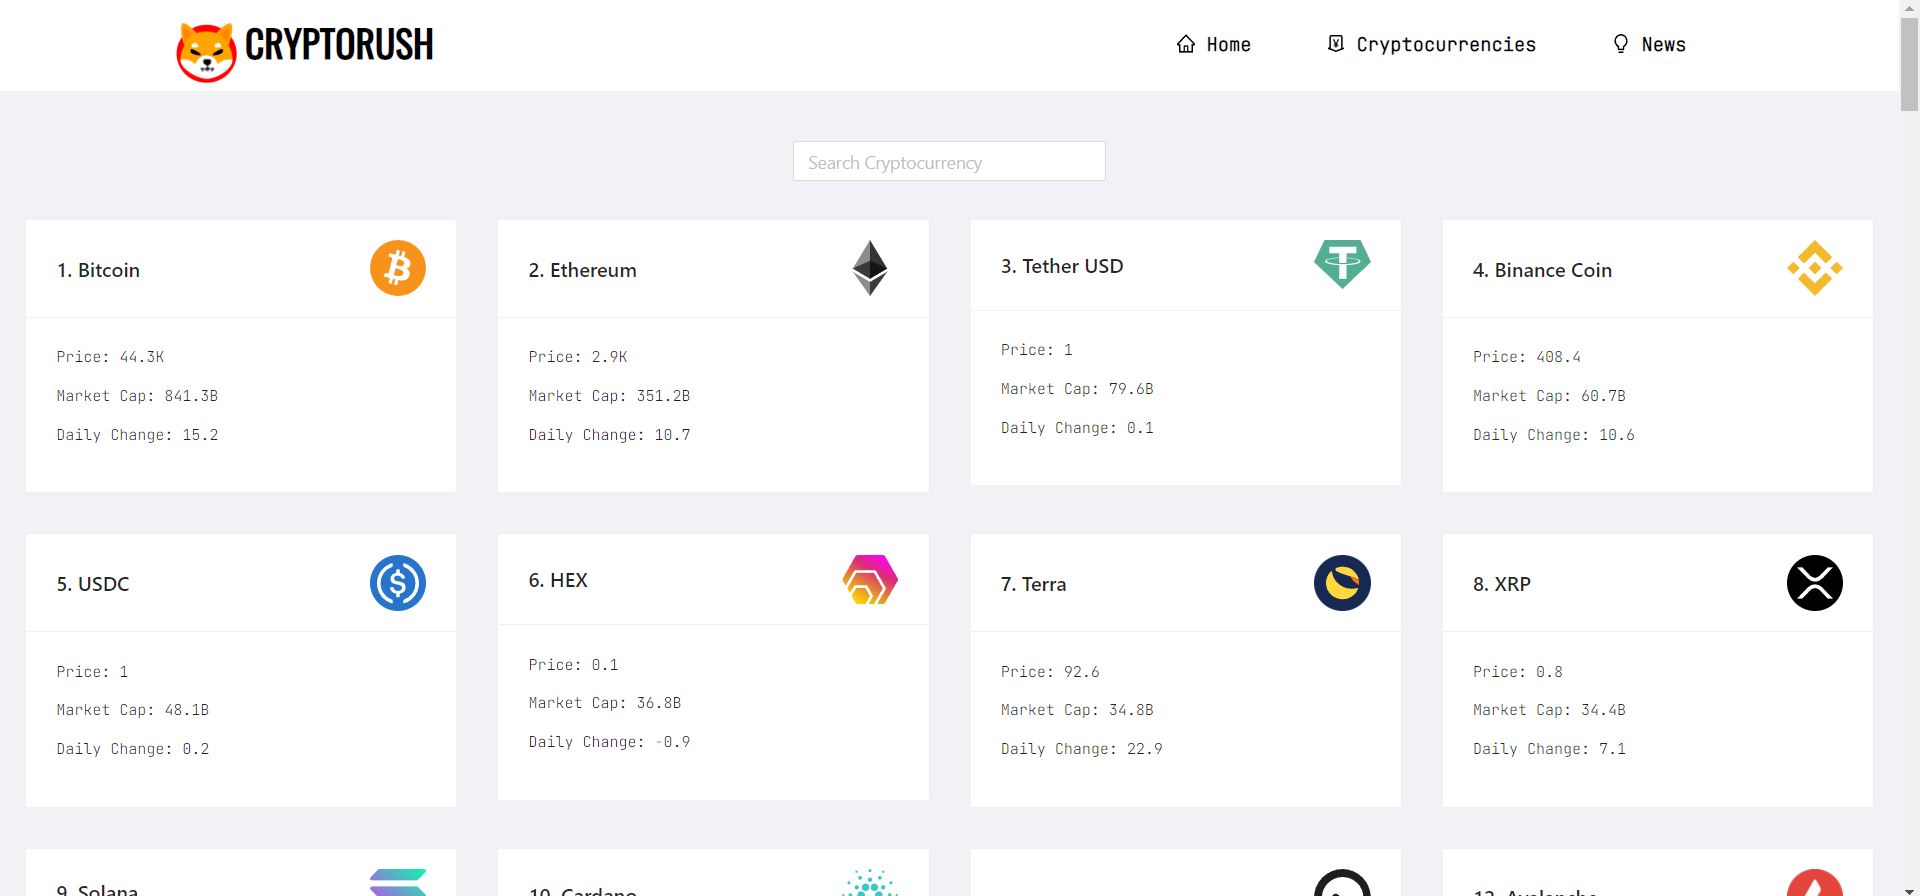 CRYPTORUSH
Home
Cryptocurrencies
News
Search Cryptocurrency
1. Bitcoin
Price: 44.3K
Market Cap: 841.3B
Daily Change: 15.2
2. Ethereum
Price: 2.9K
Market Cap: 351.2B
Daily Change: 10.7
3. Tether USD
Price: 1
Market Cap: 79.6B
Daily Change: 0.1
4. Binance Coin
Price: 408.4
Market Cap: 60.7B
Daily Change: 10.6
5. USDC
Price: 1
Market Cap: 48.1B
Daily Change: 0.2
6. HEX
Price: 0.1
Market Cap: 36.8B
Daily Change: -0.9
7. Terra
Price: 92.6
Market Cap: 34.8B
Daily Change: 22.9
8. XRP
Price: 0.8
Market Cap: 34.4B
Daily Change: 7.1
9. Solana
10. Cardano
12. Avalanche